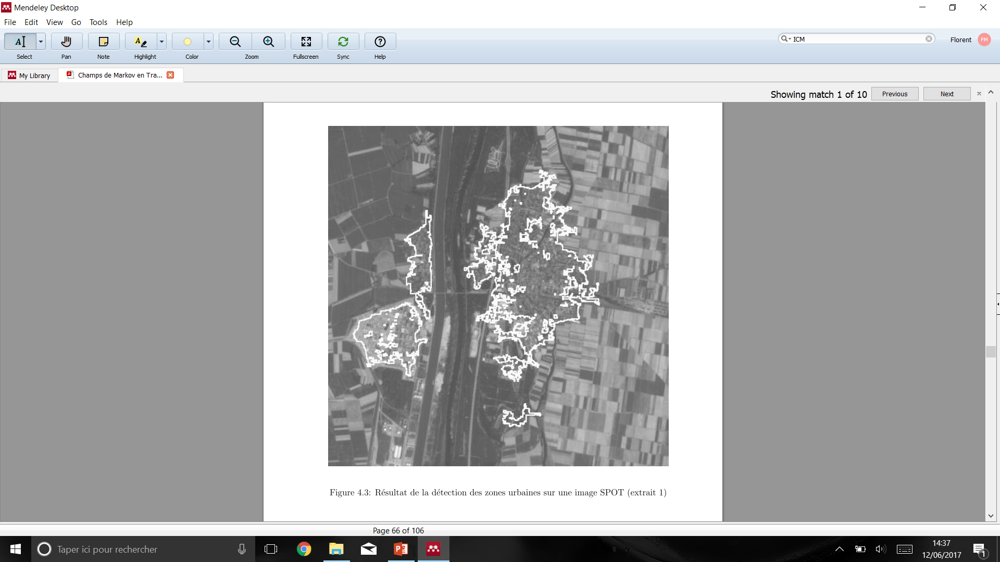 Mendeley Desktop
File Edit View Go Tools Help
A A
Select Pan Note Highlight Color Zoom Fullscreen Sync Help
ICM
Florent FM
My Library Champs de Markov en Tra...
Showing match 1 of 10 Previous Next
Figure 4.3: Résultat de la détection des zones urbaines sur une image SPOT (extrait 1)
Page 66 of 106
Taper ici pour rechercher
14:37
12/06/2017
1